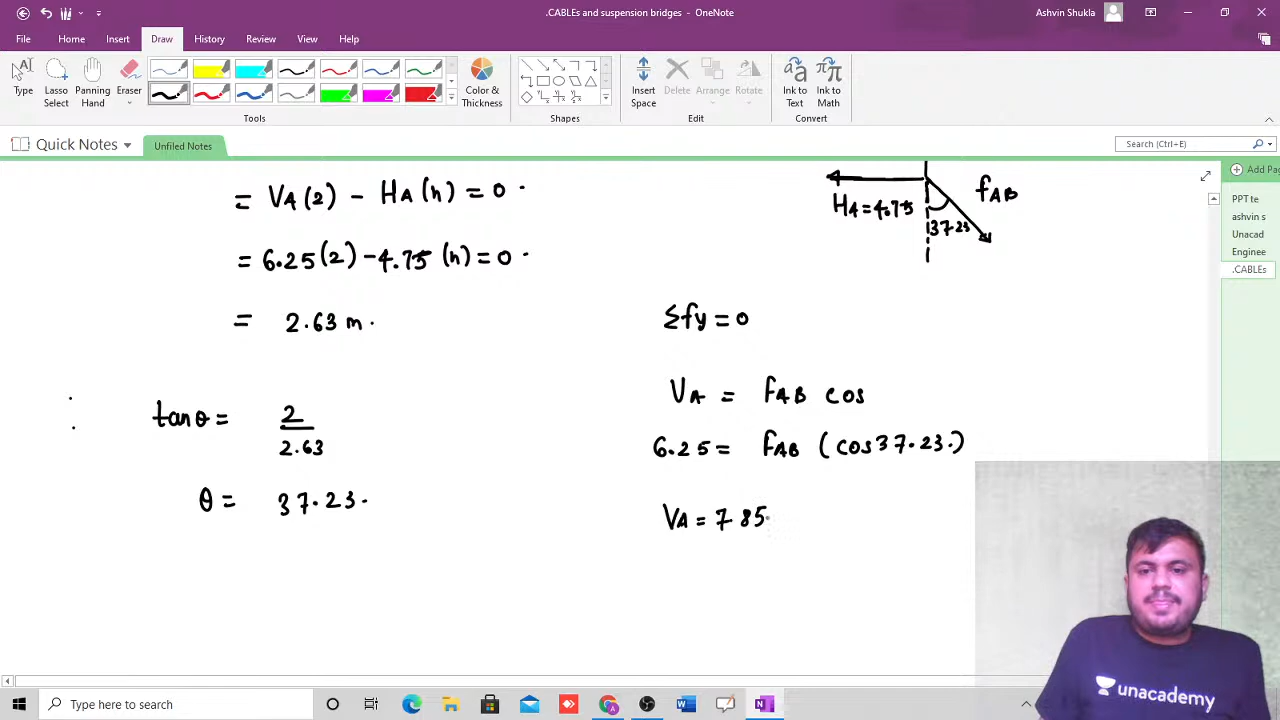 .CABLEs and suspension bridges - OneNote
Ashvin Shukla
File Home Insert Draw History Review View Help
Type
Lasso Select
Panning Hand
Eraser
Color & Thickness
Insert Space
Delete
Arrange
Rotate
Ink to Text
Ink to Math
Tools
Shapes
Edit
Convert
Quick Notes
Unfiled Notes
Search (Ctrl+E)
Add Pag
PPT te
ashvin s
Unacad
Enginee
.CABLEs
= VA(2) - HA(h) = 0.
= 6.25(2) - 4.75(h) = 0.
= 2.63 m.
tanθ = 2
2.63
θ = 37.23.
HA=4.75
fAB
37.23
Σfy = 0
VA = fAB cos
6.25 = fAB (cos 37.23.)
VA = 7 85.
unacademy
Type here to search